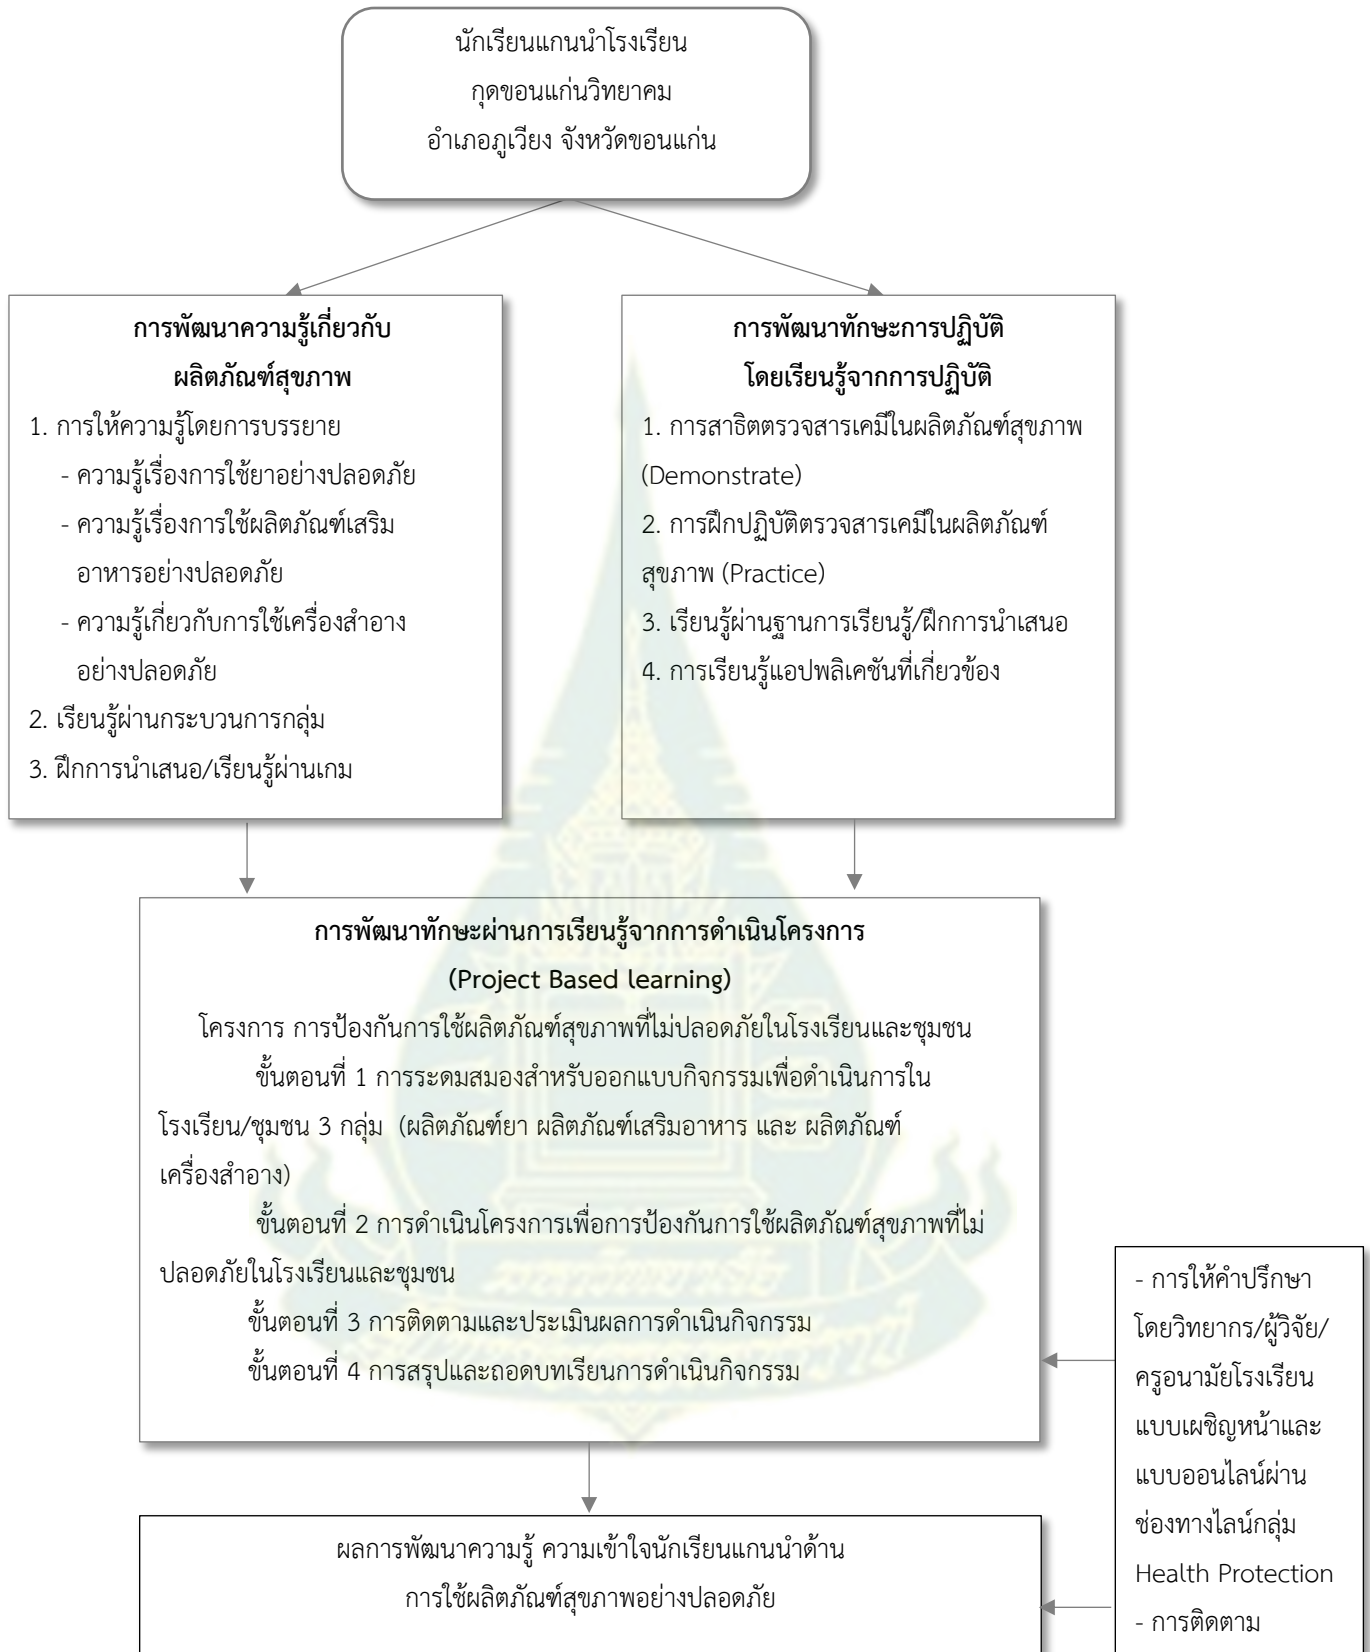 นักเรียนแกนนำโรงเรียน
กุดขอนแก่นวิทยาคม
อำเภอภูเวียง จังหวัดขอนแก่น
การพัฒนาความรู้เกี่ยวกับ
ผลิตภัณฑ์สุขภาพ
1. การให้ความรู้โดยการบรรยาย
- ความรู้เรื่องการใช้ยาอย่างปลอดภัย
- ความรู้เรื่องการใช้ผลิตภัณฑ์เสริม
อาหารอย่างปลอดภัย
- ความรู้เกี่ยวกับการใช้เครื่องสำอาง
อย่างปลอดภัย
2. เรียนรู้ผ่านกระบวนการกลุ่ม
3. ฝึกการนำเสนอ/เรียนรู้ผ่านเกม
การพัฒนาทักษะการปฏิบัติ
โดยเรียนรู้จากการปฏิบัติ
1. การสาธิตตรวจสารเคมีในผลิตภัณฑ์สุขภาพ
(Demonstrate)
2. การฝึกปฏิบัติตรวจสารเคมีในผลิตภัณฑ์
สุขภาพ (Practice)
3. เรียนรู้ผ่านฐานการเรียนรู้/ฝึกการนำเสนอ
4. การเรียนรู้แอปพลิเคชันที่เกี่ยวข้อง
การพัฒนาทักษะผ่านการเรียนรู้จากการดำเนินโครงการ
(Project Based learning)
โครงการ การป้องกันการใช้ผลิตภัณฑ์สุขภาพที่ไม่ปลอดภัยในโรงเรียนและชุมชน
ขั้นตอนที่ 1 การระดมสมองสำหรับออกแบบกิจกรรมเพื่อดำเนินการใน
โรงเรียน/ชุมชน 3 กลุ่ม (ผลิตภัณฑ์ยา ผลิตภัณฑ์เสริมอาหาร และ ผลิตภัณฑ์
เครื่องสำอาง)
ขั้นตอนที่ 2 การดำเนินโครงการเพื่อการป้องกันการใช้ผลิตภัณฑ์สุขภาพที่ไม่
ปลอดภัยในโรงเรียนและชุมชน
ขั้นตอนที่ 3 การติดตามและประเมินผลการดำเนินกิจกรรม
ขั้นตอนที่ 4 การสรุปและถอดบทเรียนการดำเนินกิจกรรม
- การให้คำปรึกษา
โดยวิทยากร/ผู้วิจัย/
ครูอนามัยโรงเรียน
แบบเผชิญหน้าและ
แบบออนไลน์ผ่าน
ช่องทางไลน์กลุ่ม
Health Protection
- การติดตาม
ผลการพัฒนาความรู้ ความเข้าใจนักเรียนแกนนำด้าน
การใช้ผลิตภัณฑ์สุขภาพอย่างปลอดภัย